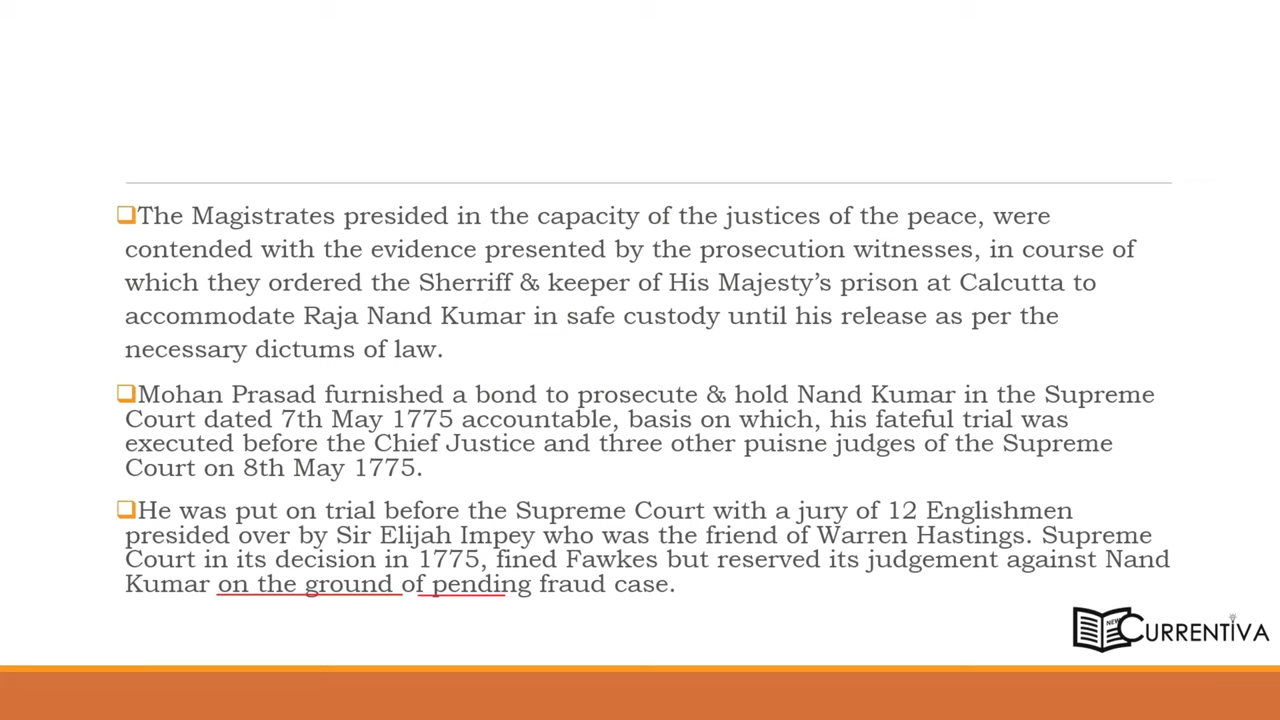 The Magistrates presided in the capacity of the justices of the peace, were
contended with the evidence presented by the prosecution witnesses, in course of
which they ordered the Sherriff & keeper of His Majesty’s prison at Calcutta to
accommodate Raja Nand Kumar in safe custody until his release as per the
necessary dictums of law.
Mohan Prasad furnished a bond to prosecute & hold Nand Kumar in the Supreme
Court dated 7th May 1775 accountable, basis on which, his fateful trial was
executed before the Chief Justice and three other puisne judges of the Supreme
Court on 8th May 1775.
He was put on trial before the Supreme Court with a jury of 12 Englishmen
presided over by Sir Elijah Impey who was the friend of Warren Hastings. Supreme
Court in its decision in 1775, fined Fawkes but reserved its judgement against Nand
Kumar on the ground of pending fraud case.
NEW CURRENTIVA